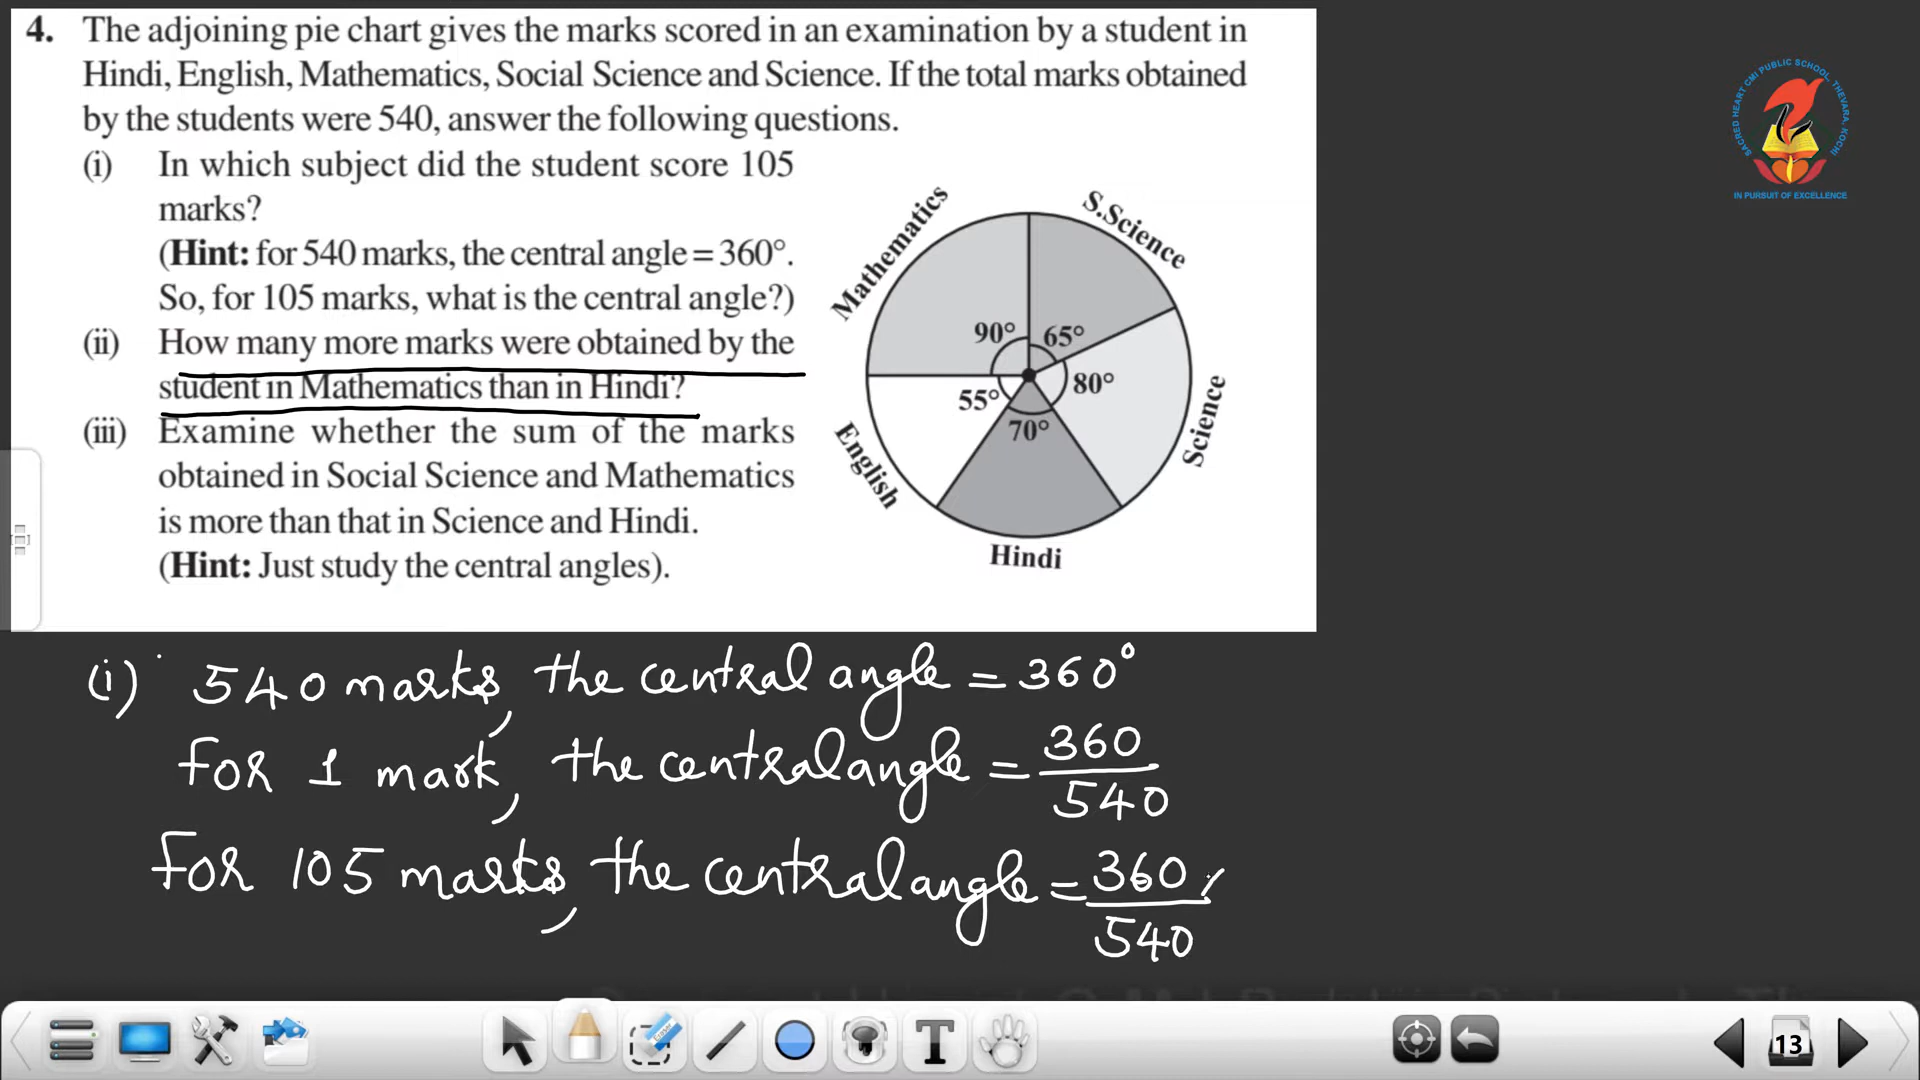 4. The adjoining pie chart gives the marks scored in an examination by a student in
Hindi, English, Mathematics, Social Science and Science. If the total marks obtained
by the students were 540, answer the following questions.
(i) In which subject did the student score 105
marks?
(Hint: for 540 marks, the central angle = 360°.
So, for 105 marks, what is the central angle?)
(ii) How many more marks were obtained by the
student in Mathematics than in Hindi?
(iii) Examine whether the sum of the marks
obtained in Social Science and Mathematics
is more than that in Science and Hindi.
(Hint: Just study the central angles).
Mathematics
S.Science
90°
65°
80°
55°
70°
Science
English
Hindi
SACRED HEART CMI PUBLIC SCHOOL, THEVARA, KOCHI
IN PURSUIT OF EXCELLENCE
(i) 540 marks, the central angle = 360°
For 1 mark, the central angle = 360
540
For 105 marks, the central angle = 360
540
T
13